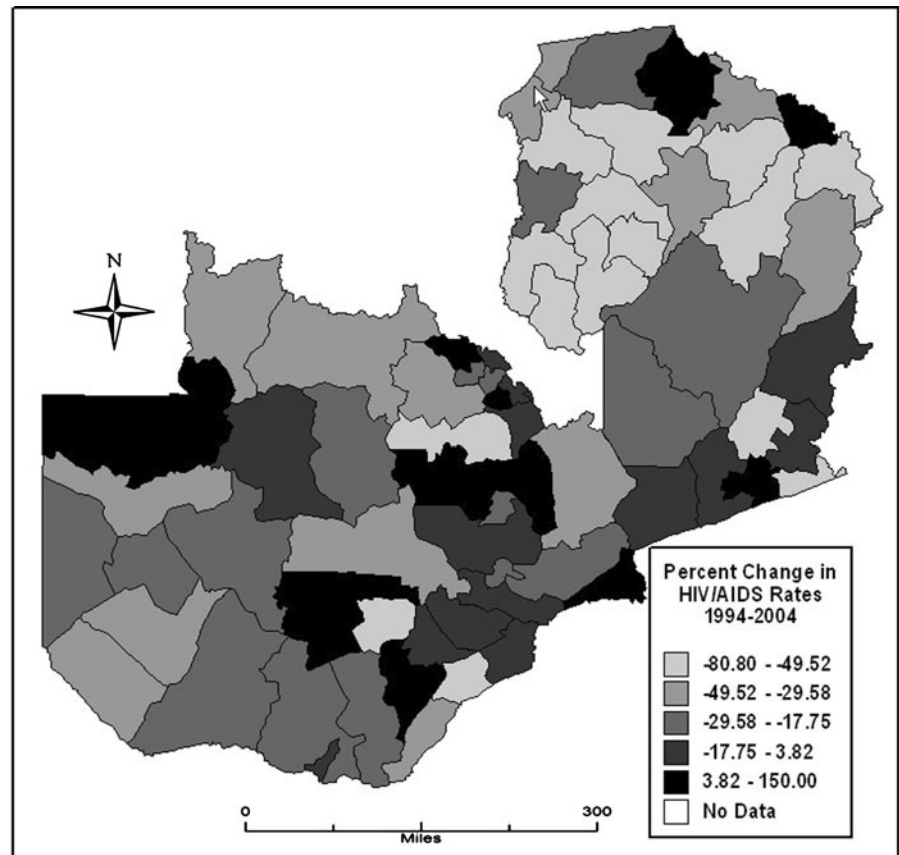 N
Percent Change in
HIV/AIDS Rates
1994-2004
-80.80 - -49.52
-49.52 - -29.58
-29.58 - -17.75
-17.75 - 3.82
3.82 - 150.00
No Data
0 300
Miles